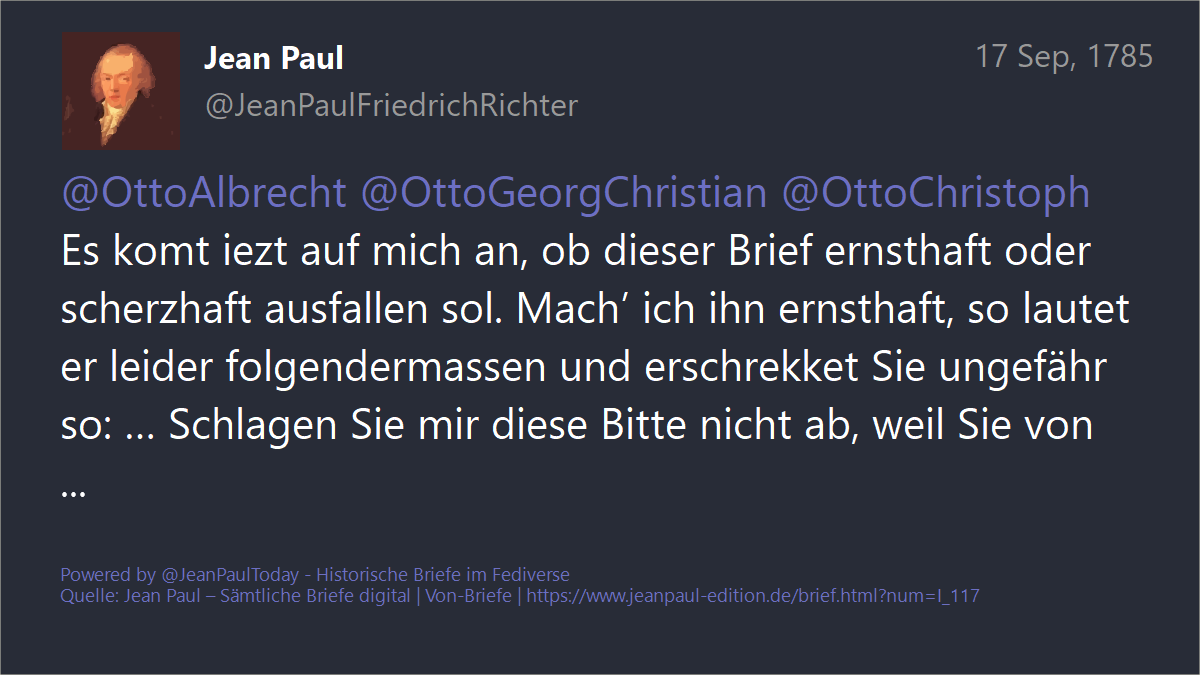 Jean Paul
17 Sep, 1785
@JeanPaulFriedrichRichter
@OttoAlbrecht @OttoGeorgChristian @OttoChristoph
Es komt iezt auf mich an, ob dieser Brief ernsthaft oder
scherzhaft ausfallen sol. Mach’ ich ihn ernsthaft, so lautet
er leider folgendermassen und erschrekket Sie ungefähr
so: … Schlagen Sie mir diese Bitte nicht ab, weil Sie von
...
Powered by @JeanPaulToday - Historische Briefe im Fediverse
Quelle: Jean Paul – Sämtliche Briefe digital | Von-Briefe | https://www.jeanpaul-edition.de/brief.html?num=I_117